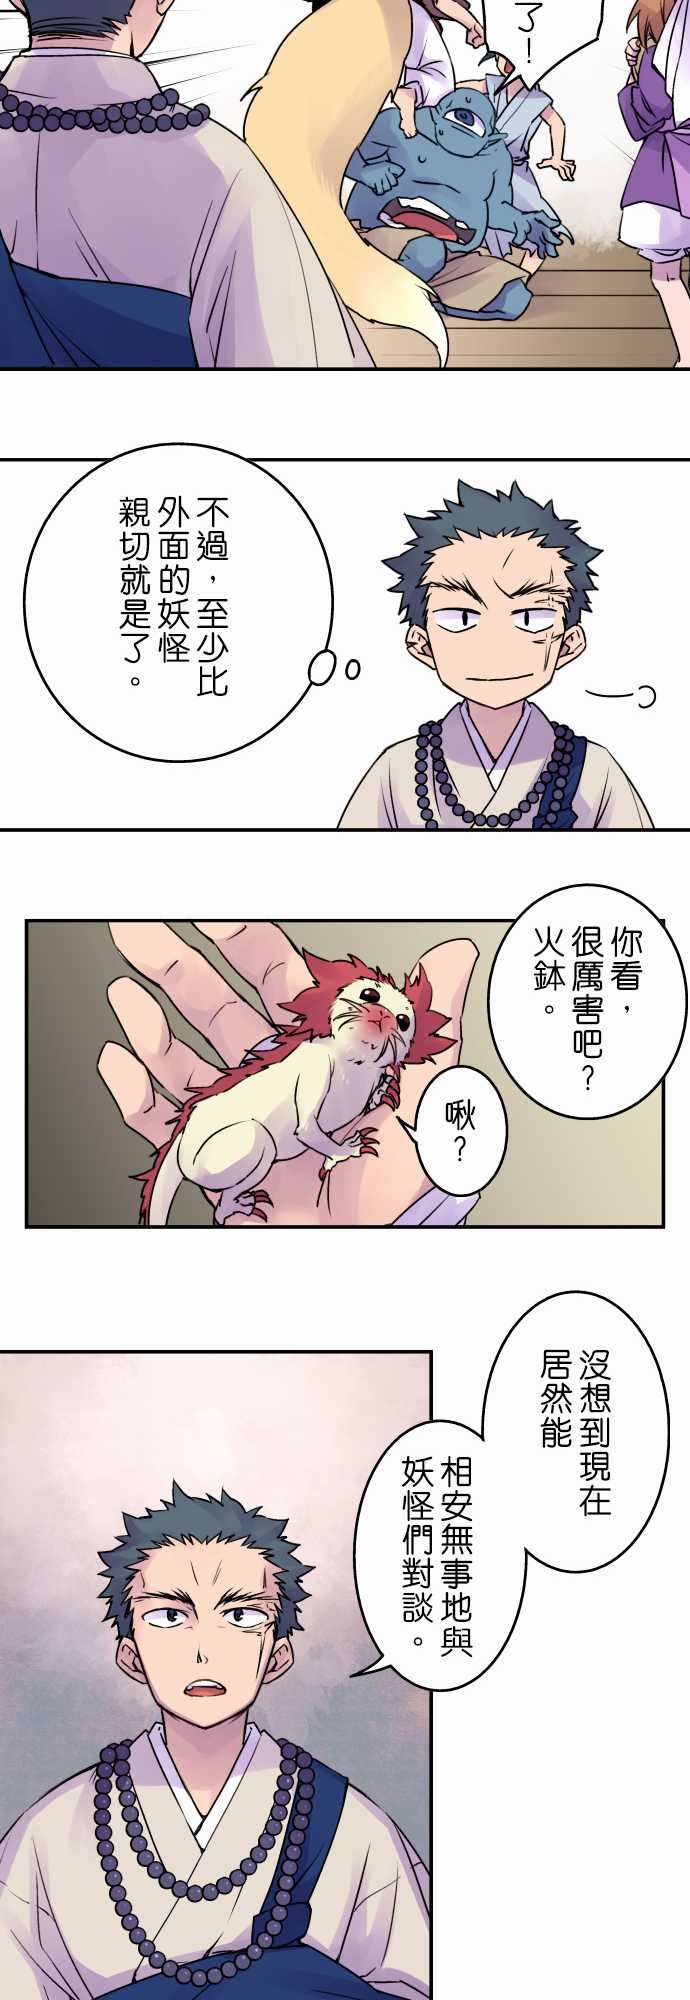 了！
不過，至少比
外面的妖怪
親切就是了。
你看，
很厲害吧？
火鉢。
啾？
沒想到現在
居然能
相安無事地與
妖怪們對談。